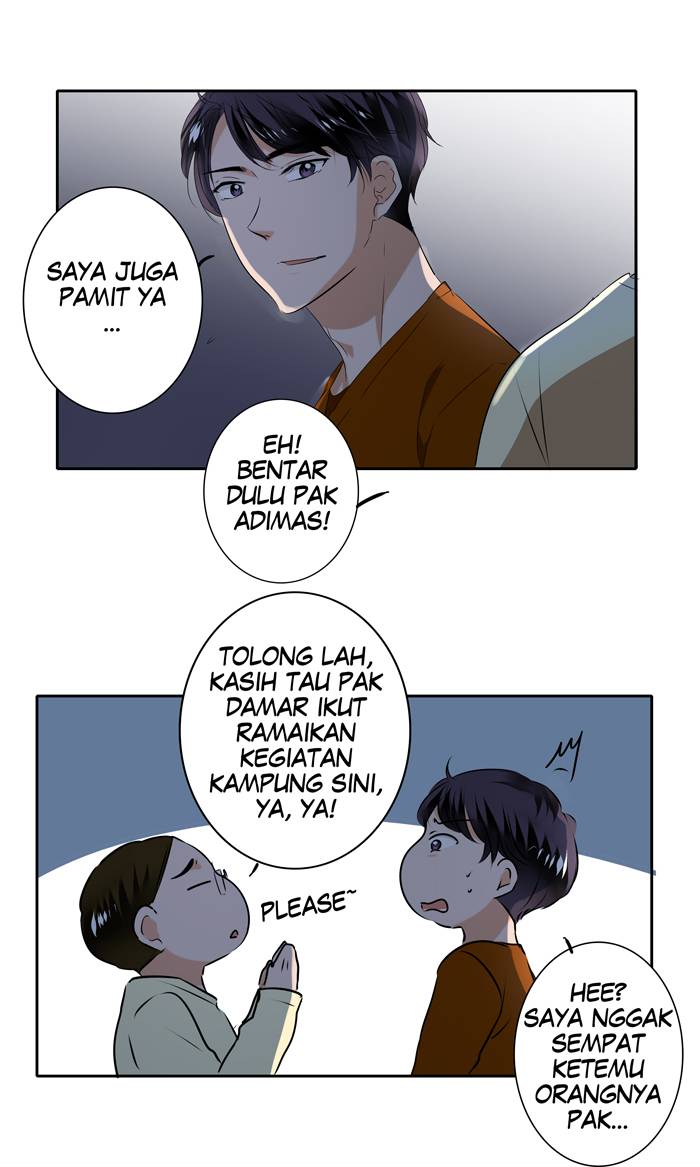 SAYA JUGA
PAMIT YA
...
EH!
BENTAR
DULU PAK
ADIMAS!
TOLONG LAH,
KASIH TAU PAK
DAMAR IKUT
RAMAIKAN
KEGIATAN
KAMPUNG SINI,
YA, YA!
PLEASE~
HEE?
SAYA NGGAK
SEMPAT
KETEMU
ORANGNYA
PAK...